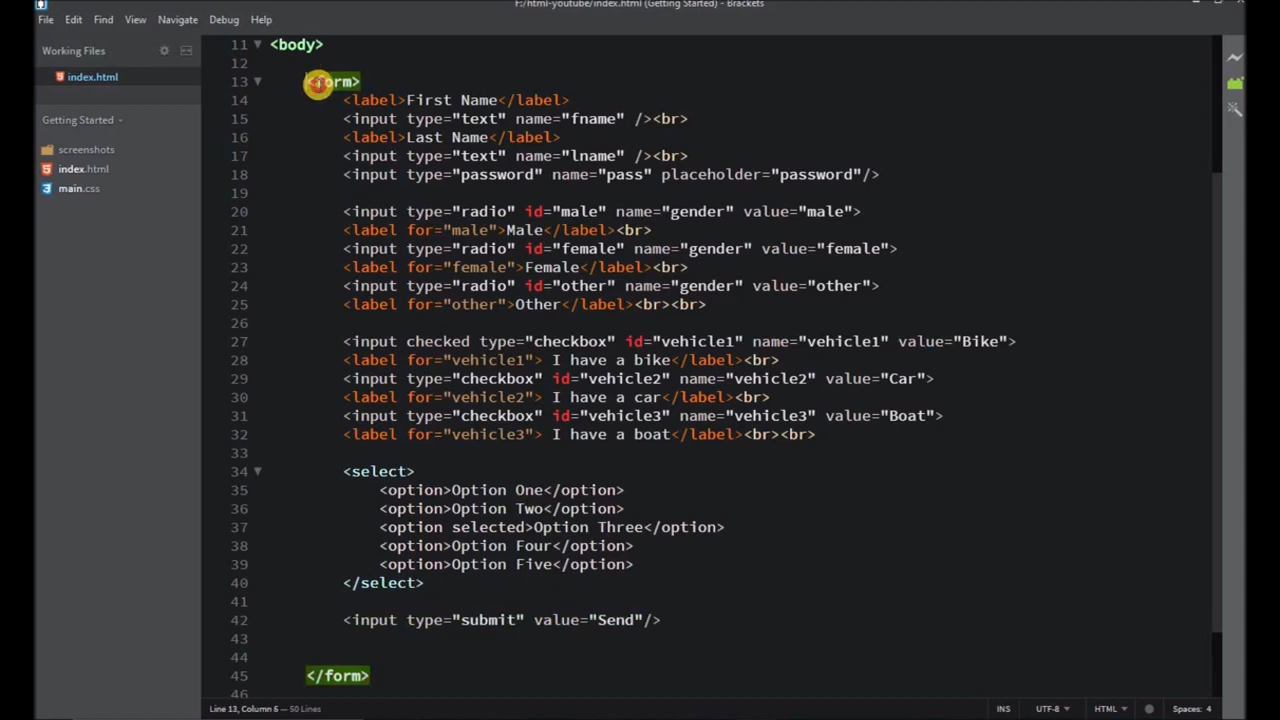 F:/html-youtube/index.html (Getting Started) - Brackets
File Edit Find View Navigate Debug Help
Working Files
index.html
Getting Started
screenshots
index.html
main.css
11 <body>
12
13 <form>
14 <label>First Name</label>
15 <input type="text" name="fname" /><br>
16 <label>Last Name</label>
17 <input type="text" name="lname" /><br>
18 <input type="password" name="pass" placeholder="password"/>
19
20 <input type="radio" id="male" name="gender" value="male">
21 <label for="male">Male</label><br>
22 <input type="radio" id="female" name="gender" value="female">
23 <label for="female">Female</label><br>
24 <input type="radio" id="other" name="gender" value="other">
25 <label for="other">Other</label><br><br>
26
27 <input checked type="checkbox" id="vehicle1" name="vehicle1" value="Bike">
28 <label for="vehicle1"> I have a bike</label><br>
29 <input type="checkbox" id="vehicle2" name="vehicle2" value="Car">
30 <label for="vehicle2"> I have a car</label><br>
31 <input type="checkbox" id="vehicle3" name="vehicle3" value="Boat">
32 <label for="vehicle3"> I have a boat</label><br><br>
33
34 <select>
35 <option>Option One</option>
36 <option>Option Two</option>
37 <option selected>Option Three</option>
38 <option>Option Four</option>
39 <option>Option Five</option>
40 </select>
41
42 <input type="submit" value="Send"/>
43
44
45 </form>
46
Line 13, Column 5 — 50 Lines INS UTF-8 HTML Spaces: 4